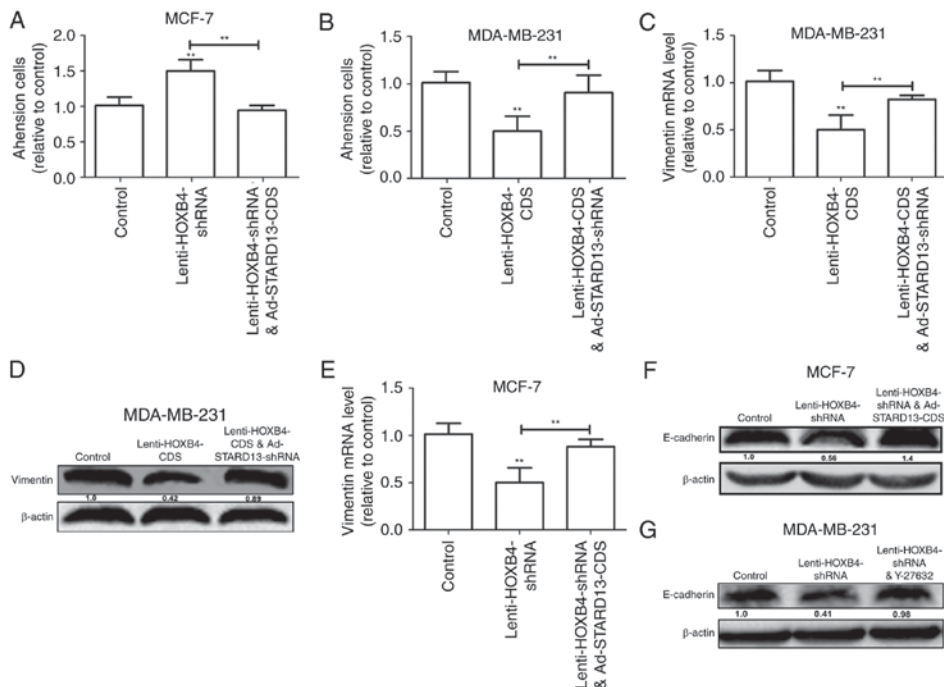 A
MCF-7
Ahension cells
(relative to control)
2.0
1.5
1.0
0.5
0.0
**
**
Control
Lenti-HOXB4-
shRNA
Lenti-HOXB4-shRNA
& Ad-STARD13-CDS
B
MDA-MB-231
Ahension cells
(relative to control)
1.5
1.0
0.5
0.0
**
**
Control
Lenti-HOXB4-
CDS
Lenti-HOXB4-CDS
& Ad-STARD13-shRNA
C
MDA-MB-231
Vimentin mRNA level
(relative to control)
1.5
1.0
0.5
0.0
**
**
Control
Lenti-HOXB4-
CDS
Lenti-HOXB4-CDS
& Ad-STARD13-shRNA
D
MDA-MB-231
Control
Lenti-HOXB4-
CDS
Lenti-HOXB4-
CDS & Ad-
STARD13-shRNA
Vimentin
1.0 0.42 0.89
β-actin
E
MCF-7
Vimentin mRNA level
(relative to control)
1.5
1.0
0.5
0.0
**
**
Control
Lenti-HOXB4-
shRNA
Lenti-HOXB4-shRNA
& Ad-STARD13-CDS
F
MCF-7
Control
Lenti-HOXB4-
shRNA
Lenti-HOXB4-
shRNA & Ad-
STARD13-CDS
E-cadherin
1.0 0.56 1.4
β-actin
G
MDA-MB-231
Control
Lenti-HOXB4-
shRNA
Lenti-HOXB4-
shRNA
& Y-27632
E-cadherin
1.0 0.41 0.98
β-actin